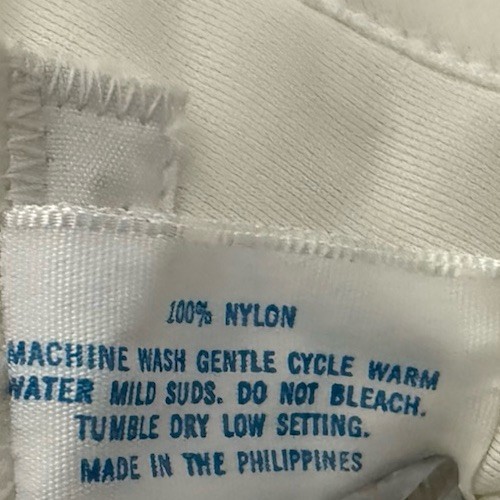 100% NYLON
MACHINE WASH GENTLE CYCLE WARM
WATER MILD SUDS. DO NOT BLEACH.
TUMBLE DRY LOW SETTING.
MADE IN THE PHILIPPINES